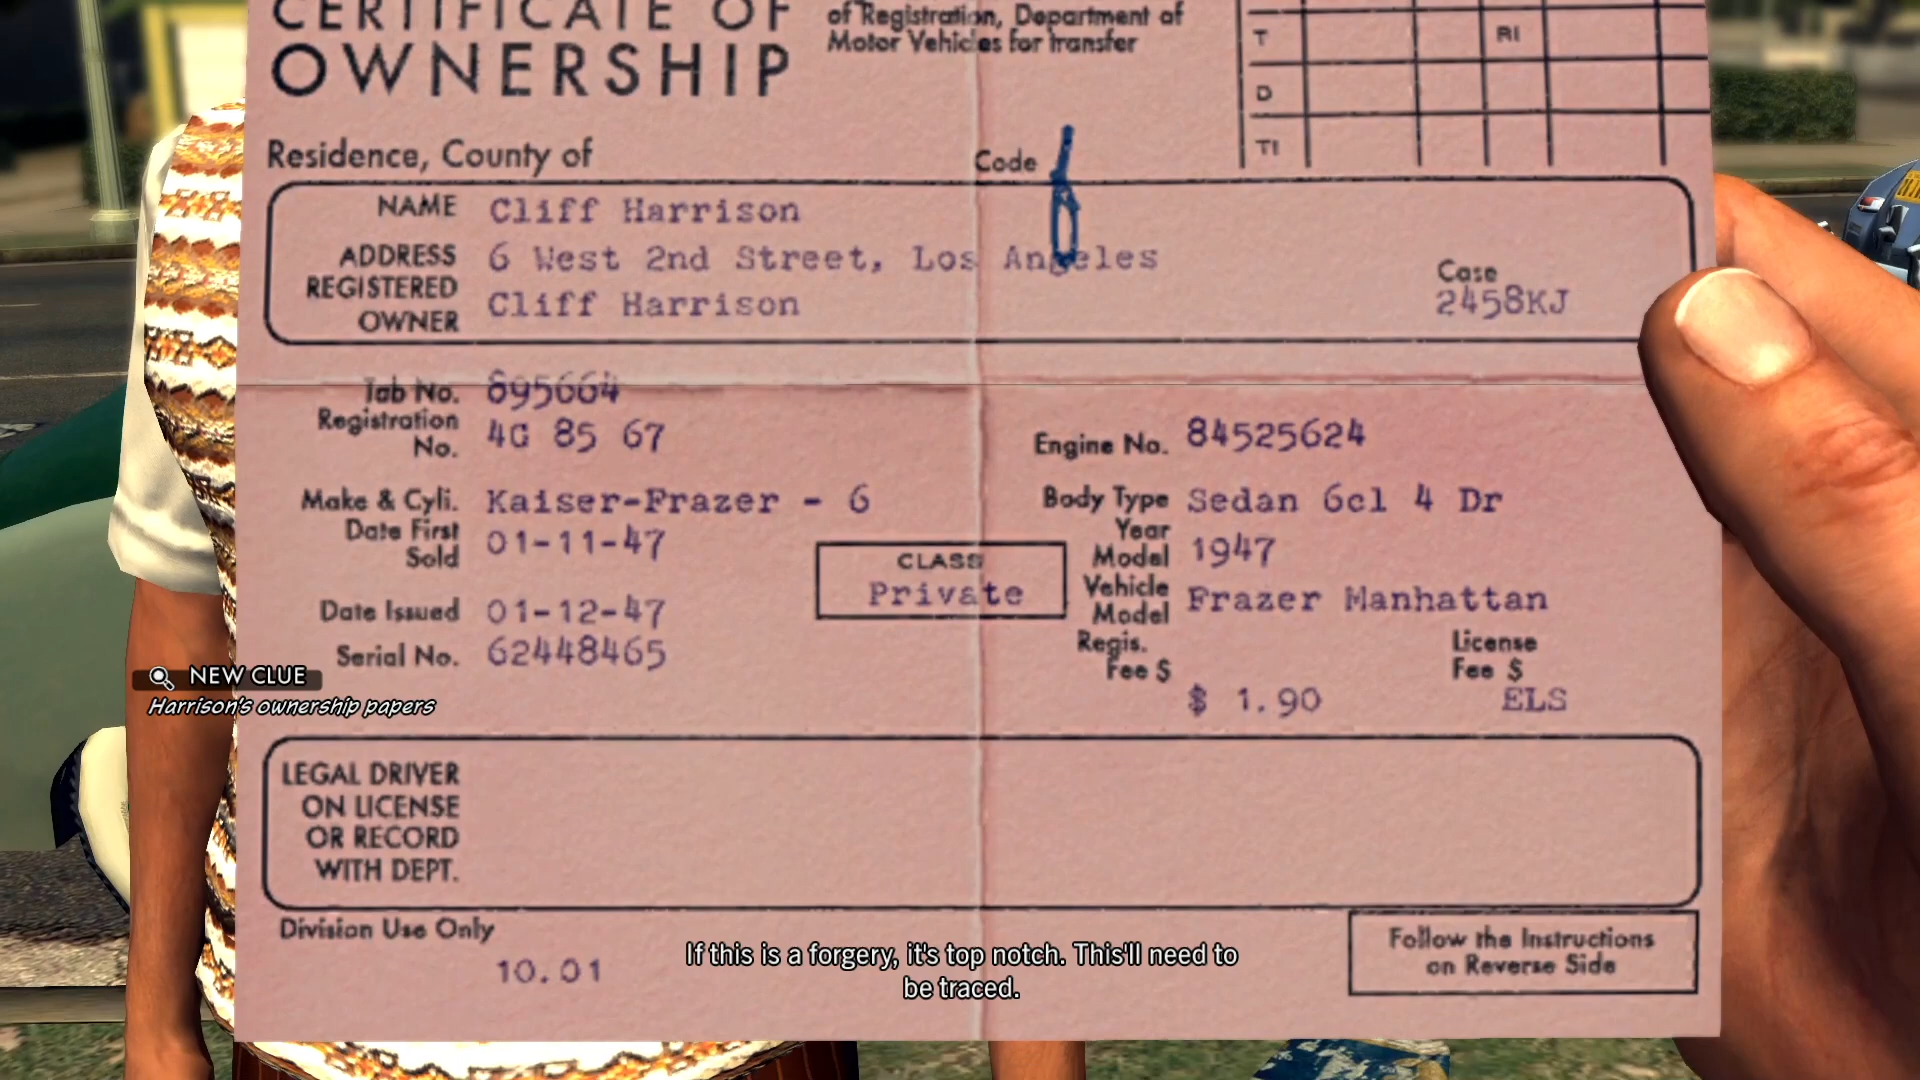 CERTIFICATE OF
OWNERSHIP
of Registration, Department of
Motor Vehicles for transfer
T
RI
D
TI
Residence, County of
Code
NAME Cliff Harrison
ADDRESS 6 West 2nd Street, Los Angeles
REGISTERED
OWNER Cliff Harrison
Case
2458KJ
Tab No. 895664
Registration
No. 4G 85 67
Engine No. 84525624
Make & Cyli. Kaiser-Frazer - 6
Body Type Sedan 6cl 4 Dr
Date First
Sold 01-11-47
Year
Model 1947
CLASS
Private
Vehicle
Model Frazer Manhattan
Date Issued 01-12-47
Serial No. 62448465
Regis.
Fee $
$ 1.90
License
Fee $
ELS
NEW CLUE
Harrison's ownership papers
LEGAL DRIVER
ON LICENSE
OR RECORD
WITH DEPT.
Division Use Only
10.01
If this is a forgery, it's top notch. This'll need to
be traced.
Follow the Instructions
on Reverse Side